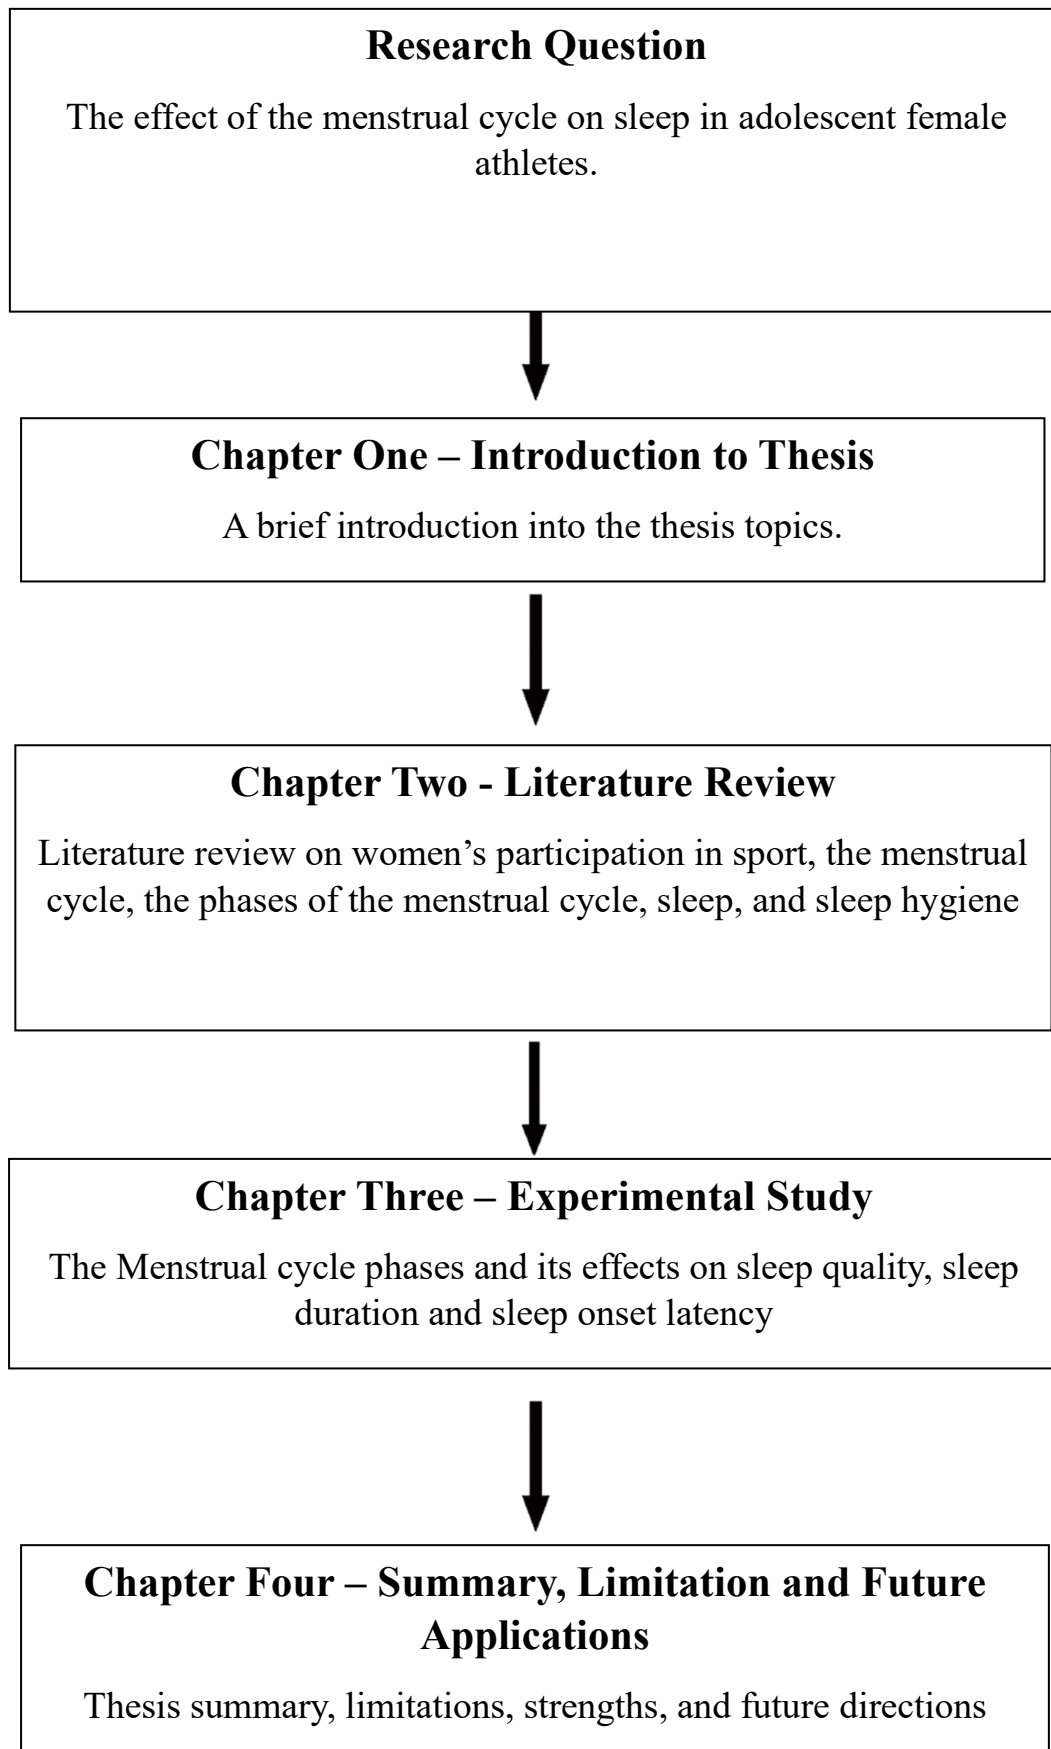 Research Question
The effect of the menstrual cycle on sleep in adolescent female
athletes.
Chapter One – Introduction to Thesis
A brief introduction into the thesis topics.
Chapter Two - Literature Review
Literature review on women’s participation in sport, the menstrual
cycle, the phases of the menstrual cycle, sleep, and sleep hygiene
Chapter Three – Experimental Study
The Menstrual cycle phases and its effects on sleep quality, sleep
duration and sleep onset latency
Chapter Four – Summary, Limitation and Future
Applications
Thesis summary, limitations, strengths, and future directions